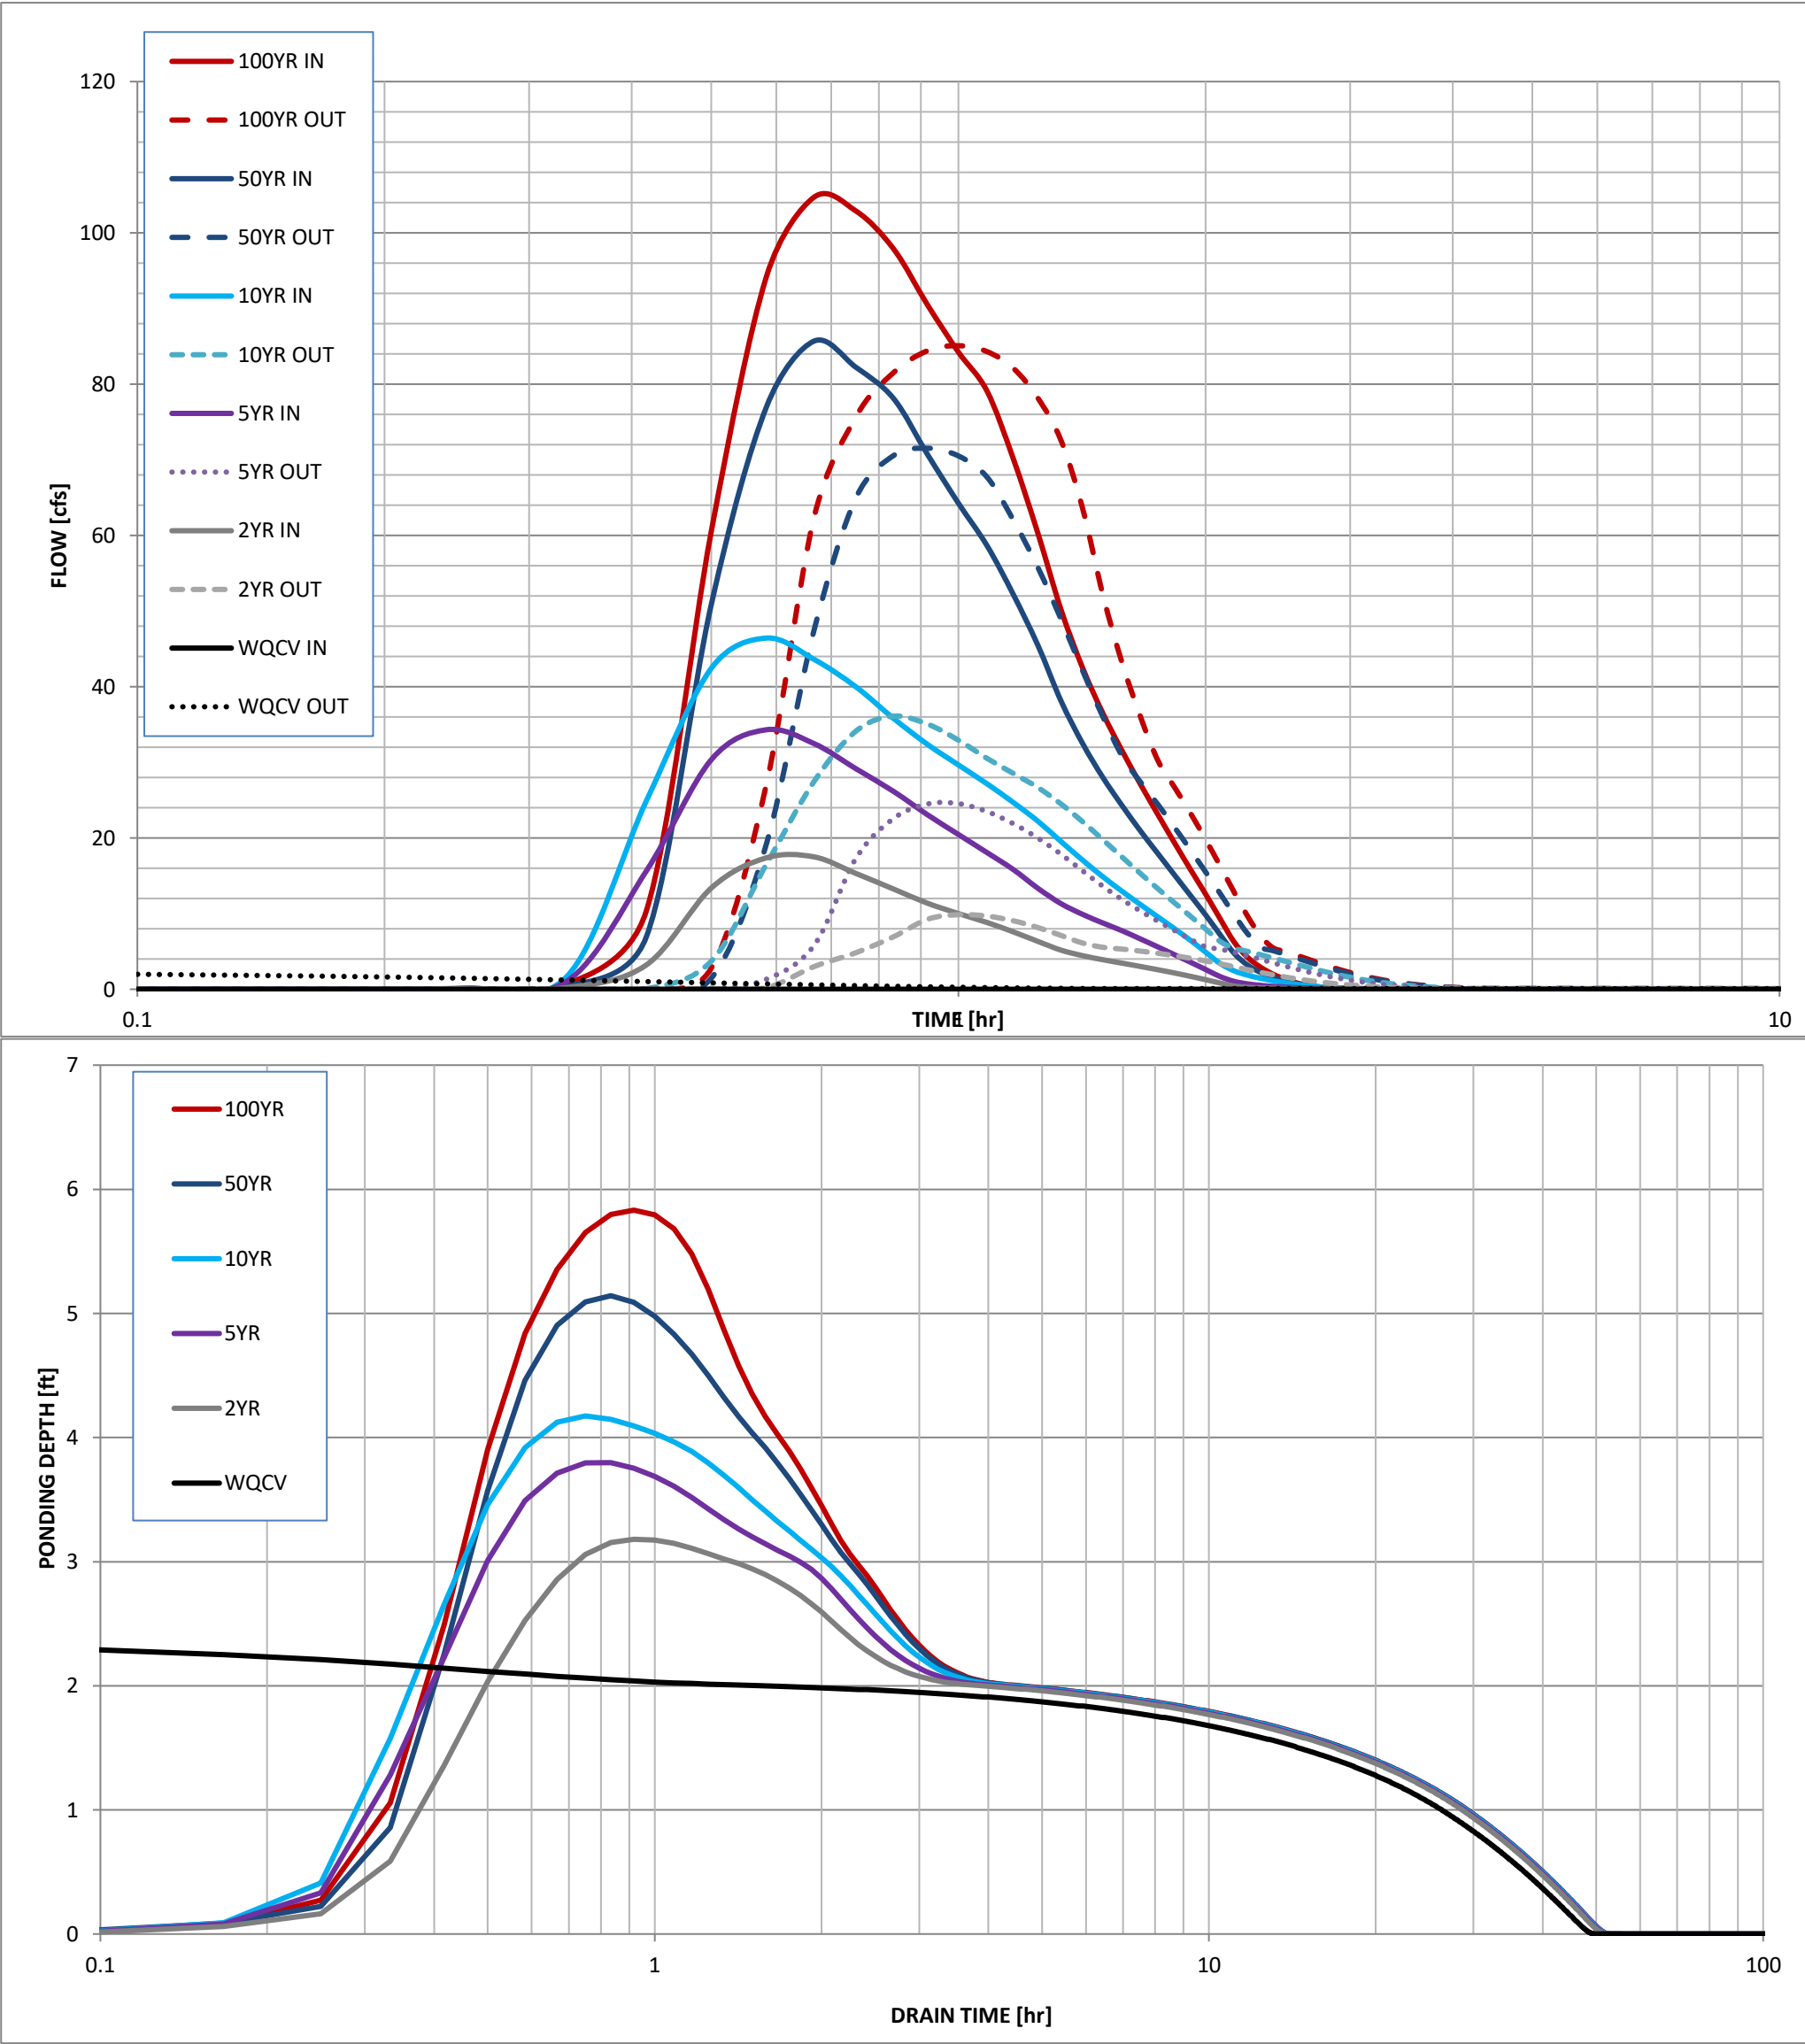 100YR IN
100YR OUT
50YR IN
50YR OUT
10YR IN
10YR OUT
5YR IN
5YR OUT
2YR IN
2YR OUT
WQCV IN
WQCV OUT
120
100
80
60
40
20
0
FLOW [cfs]
0.1
1
10
TIME [hr]
7
6
5
4
3
2
1
0
PONDING DEPTH [ft]
100YR
50YR
10YR
5YR
2YR
WQCV
0.1
1
10
100
DRAIN TIME [hr]